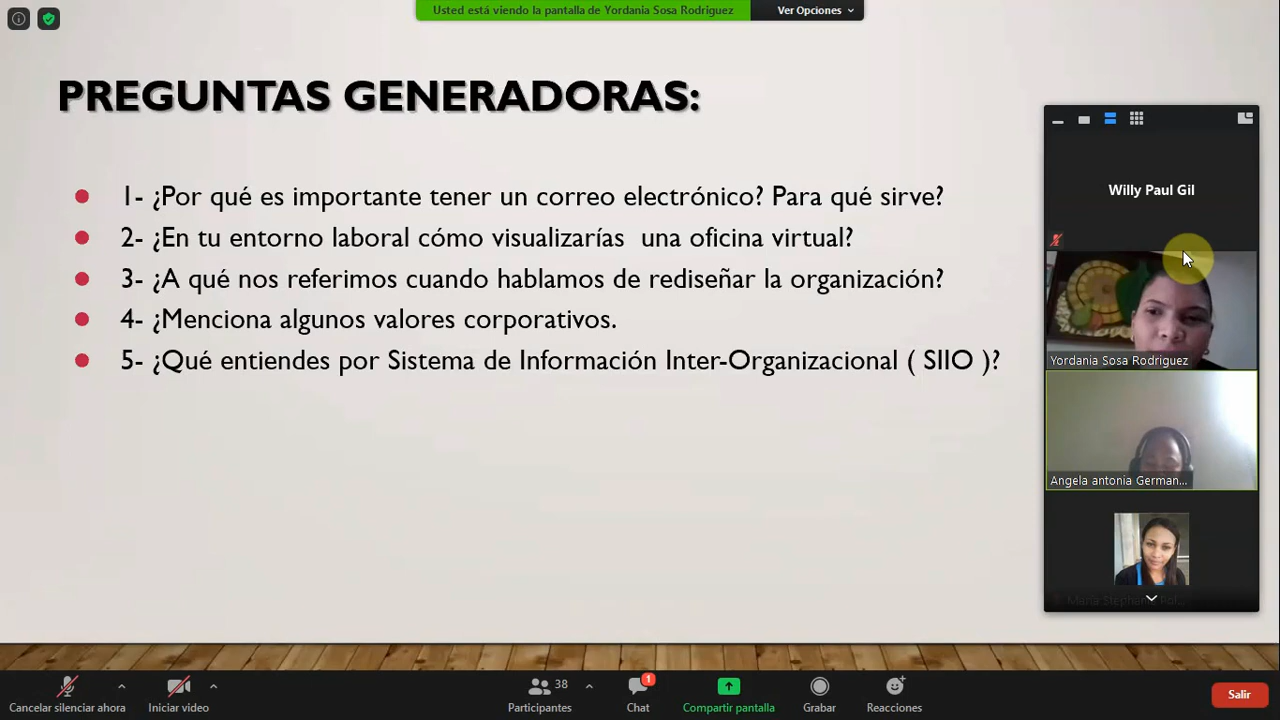 Usted está viendo la pantalla de Yordania Sosa Rodriguez
Ver Opciones
PREGUNTAS GENERADORAS:
1- ¿Por qué es importante tener un correo electrónico? Para qué sirve?
2- ¿En tu entorno laboral cómo visualizarías una oficina virtual?
3- ¿A qué nos referimos cuando hablamos de rediseñar la organización?
4- ¿Menciona algunos valores corporativos.
5- ¿Qué entiendes por Sistema de Información Inter-Organizacional ( SIIO )?
Willy Paul Gil
Yordania Sosa Rodriguez
Angela antonia German...
Cancelar silenciar ahora
Iniciar video
38
Participantes
1
Chat
Compartir pantalla
Grabar
Reacciones
Salir